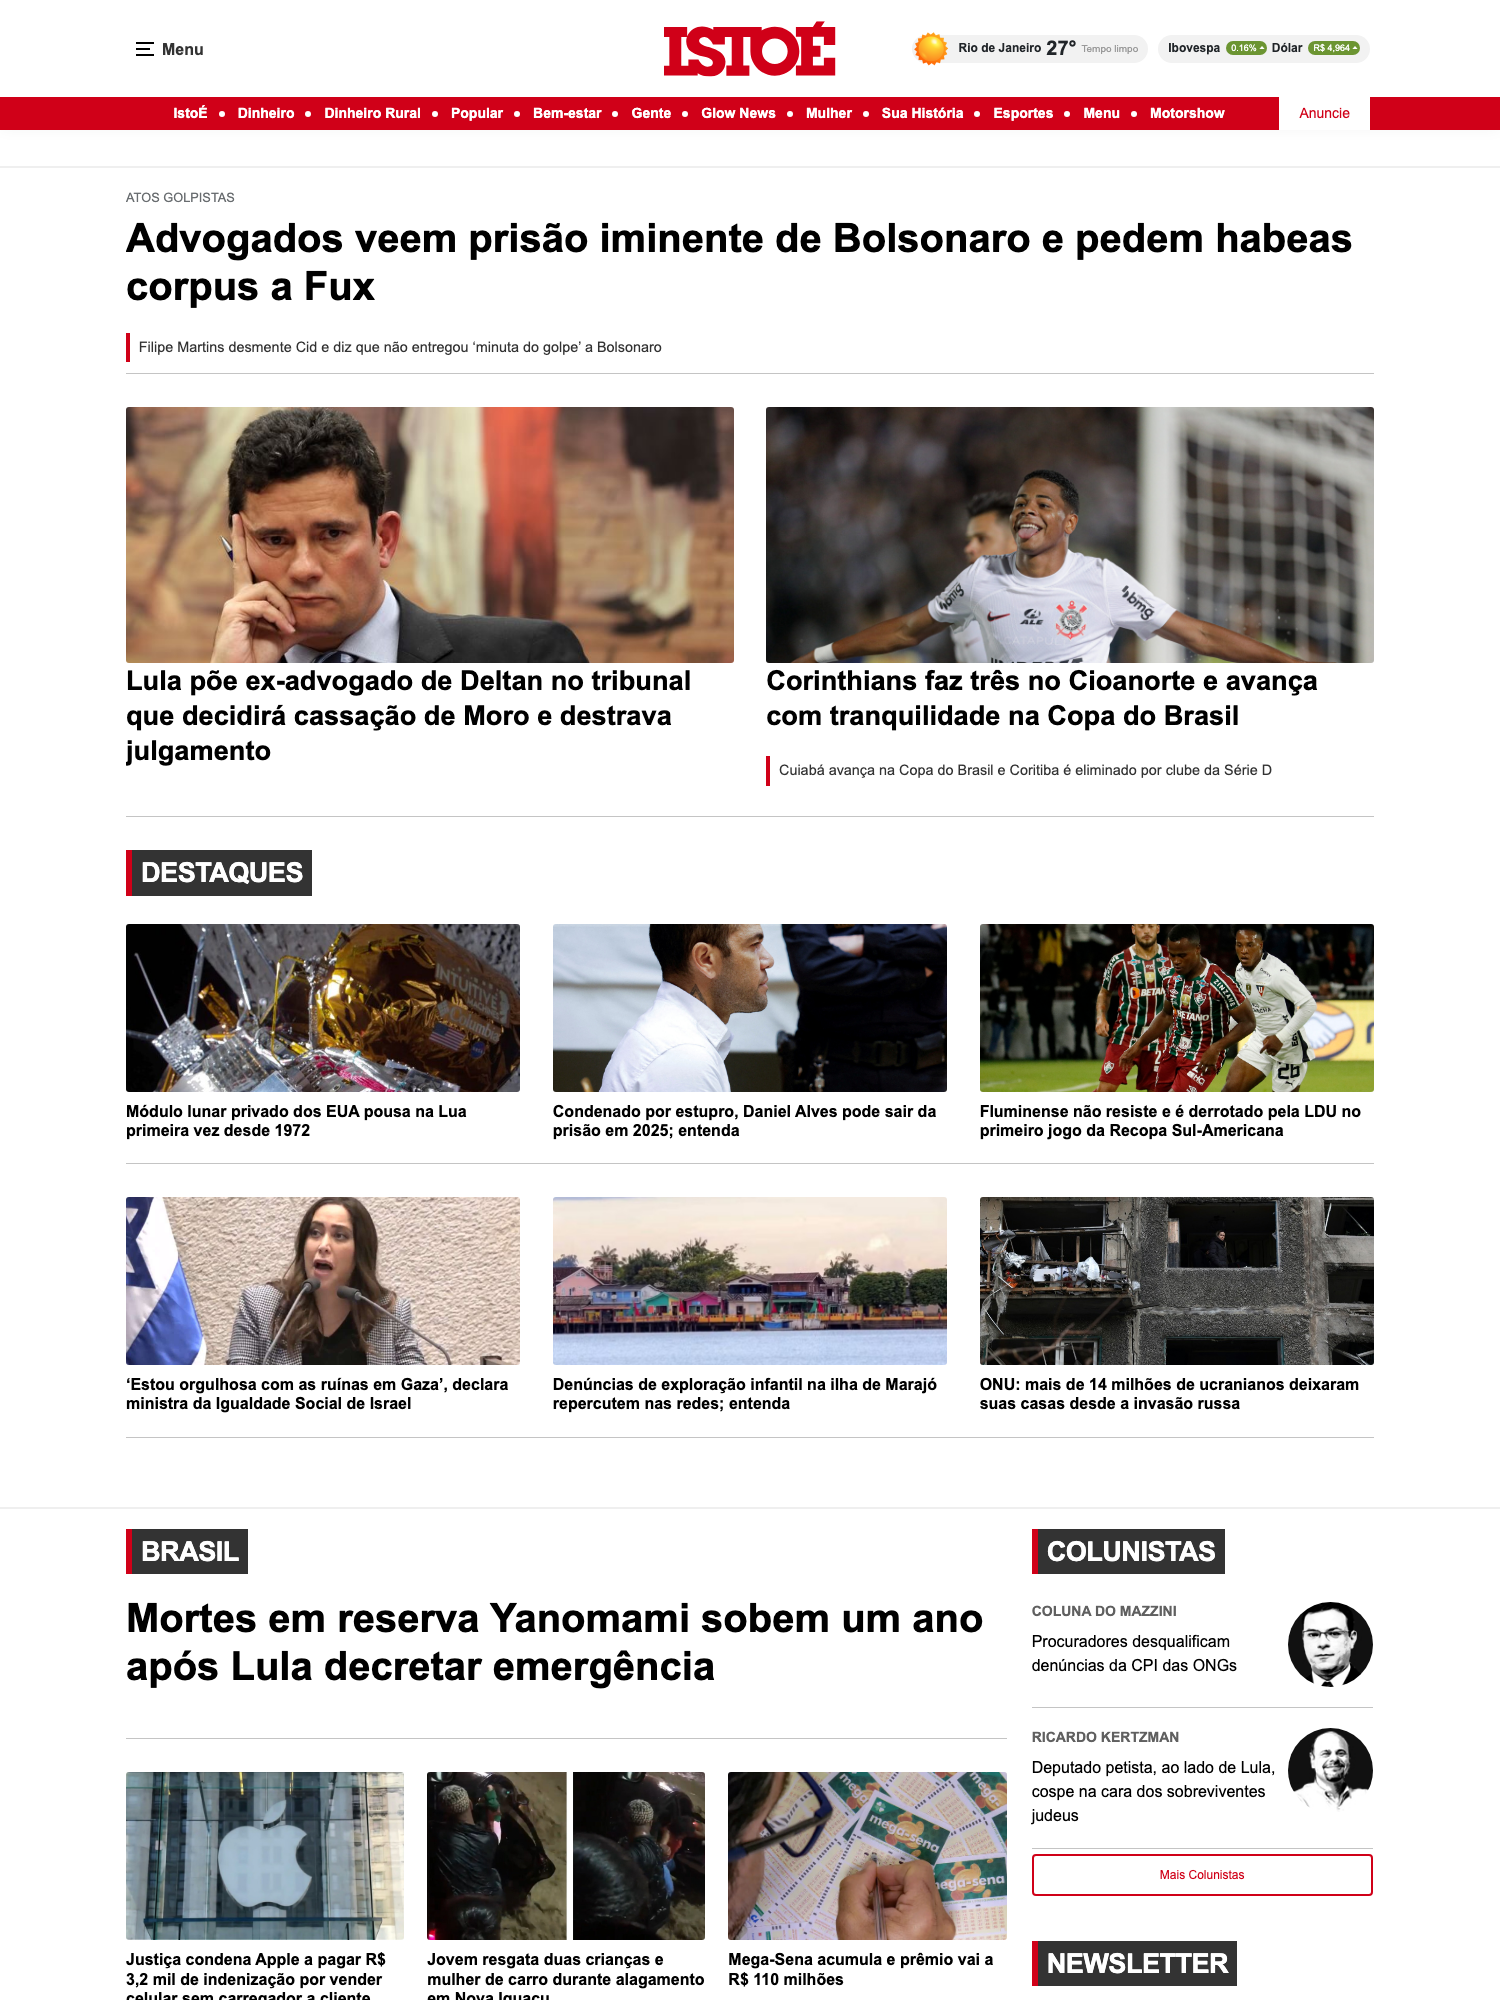 Menu
ISTOÉ
Rio de Janeiro 27° Tempo limpo
Ibovespa 0.16% Dólar R$ 4,964
IstoÉ • Dinheiro • Dinheiro Rural • Popular • Bem-estar • Gente • Glow News • Mulher • Sua História • Esportes • Menu • Motorshow
Anuncie
ATOS GOLPISTAS
Advogados veem prisão iminente de Bolsonaro e pedem habeas
corpus a Fux
Filipe Martins desmente Cid e diz que não entregou ‘minuta do golpe’ a Bolsonaro
bmg
ALE
bmg
Lula põe ex-advogado de Deltan no tribunal
que decidirá cassação de Moro e destrava
julgamento
Corinthians faz três no Cioanorte e avança
com tranquilidade na Copa do Brasil
Cuiabá avança na Copa do Brasil e Coritiba é eliminado por clube da Série D
DESTAQUES
INTUITIVE
BETANO
26
Módulo lunar privado dos EUA pousa na Lua
primeira vez desde 1972
Condenado por estupro, Daniel Alves pode sair da
prisão em 2025; entenda
Fluminense não resiste e é derrotado pela LDU no
primeiro jogo da Recopa Sul-Americana
‘Estou orgulhosa com as ruínas em Gaza’, declara
ministra da Igualdade Social de Israel
Denúncias de exploração infantil na ilha de Marajó
repercutem nas redes; entenda
ONU: mais de 14 milhões de ucranianos deixaram
suas casas desde a invasão russa
BRASIL
Mortes em reserva Yanomami sobem um ano
após Lula decretar emergência
mega-sena
mega-sena
Justiça condena Apple a pagar R$
3,2 mil de indenização por vender
celular sem carregador a cliente
Jovem resgata duas crianças e
mulher de carro durante alagamento
em Nova Iguaçu
Mega-Sena acumula e prêmio vai a
R$ 110 milhões
COLUNISTAS
COLUNA DO MAZZINI
Procuradores desqualificam
denúncias da CPI das ONGs
RICARDO KERTZMAN
Deputado petista, ao lado de Lula,
cospe na cara dos sobreviventes
judeus
Mais Colunistas
NEWSLETTER